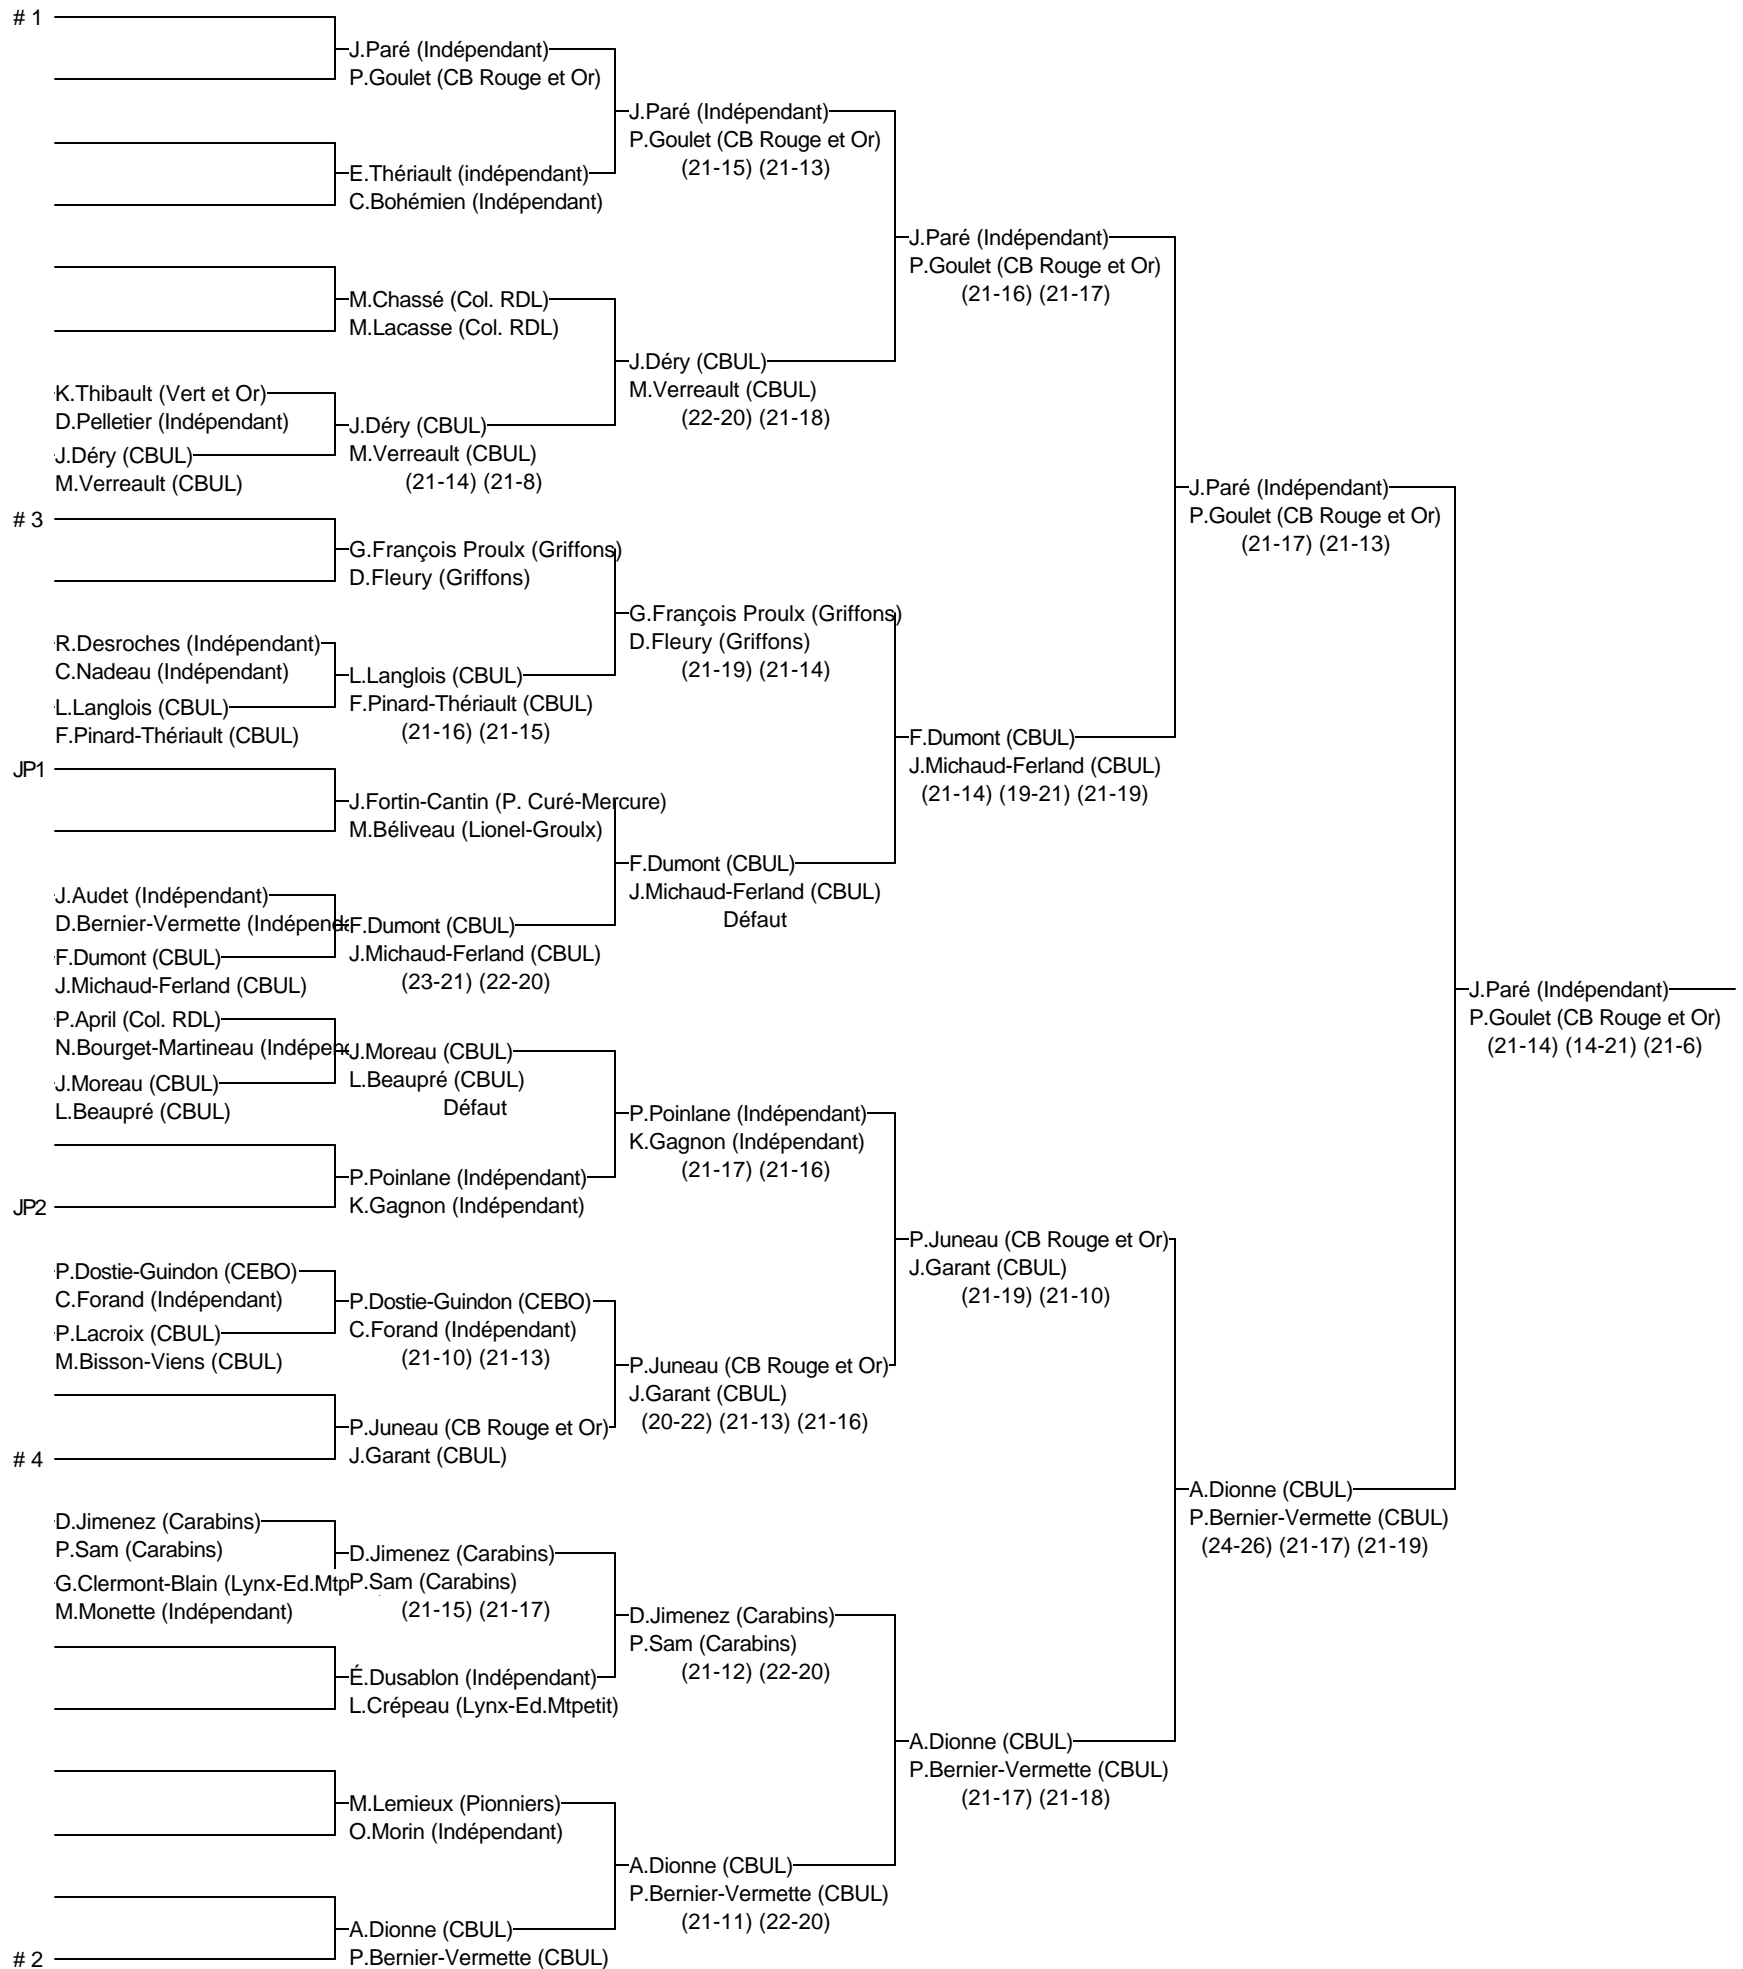 # 1
J.Paré (Indépendant)
P.Goulet (CB Rouge et Or)
E.Thériault (indépendant)
C.Bohémien (Indépendant)
M.Chassé (Col. RDL)
M.Lacasse (Col. RDL)
K.Thibault (Vert et Or)
D.Pelletier (Indépendant)
J.Déry (CBUL)
M.Verreault (CBUL)
J.Déry (CBUL)
M.Verreault (CBUL)
(21-14) (21-8)
# 3
G.François Proulx (Griffons)
D.Fleury (Griffons)
R.Desroches (Indépendant)
C.Nadeau (Indépendant)
L.Langlois (CBUL)
F.Pinard-Thériault (CBUL)
L.Langlois (CBUL)
F.Pinard-Thériault (CBUL)
(21-16) (21-15)
JP1
J.Fortin-Cantin (P. Curé-Mercure)
M.Béliveau (Lionel-Groulx)
J.Audet (Indépendant)
D.Bernier-Vermette (Indépend
F.Dumont (CBUL)
J.Michaud-Ferland (CBUL)
F.Dumont (CBUL)
J.Michaud-Ferland (CBUL)
(23-21) (22-20)
P.April (Col. RDL)
N.Bourget-Martineau (Indépen
J.Moreau (CBUL)
L.Beaupré (CBUL)
J.Moreau (CBUL)
L.Beaupré (CBUL)
Défaut
JP2
P.Poinlane (Indépendant)
K.Gagnon (Indépendant)
P.Dostie-Guindon (CEBO)
C.Forand (Indépendant)
P.Lacroix (CBUL)
M.Bisson-Viens (CBUL)
P.Dostie-Guindon (CEBO)
C.Forand (Indépendant)
(21-10) (21-13)
# 4
P.Juneau (CB Rouge et Or)
J.Garant (CBUL)
D.Jimenez (Carabins)
P.Sam (Carabins)
G.Clermont-Blain (Lynx-Ed.Mtp
M.Monette (Indépendant)
D.Jimenez (Carabins)
P.Sam (Carabins)
(21-15) (21-17)
É.Dusablon (Indépendant)
L.Crépeau (Lynx-Ed.Mtpetit)
M.Lemieux (Pionniers)
O.Morin (Indépendant)
# 2
A.Dionne (CBUL)
P.Bernier-Vermette (CBUL)
J.Paré (Indépendant)
P.Goulet (CB Rouge et Or)
(21-15) (21-13)
J.Déry (CBUL)
M.Verreault (CBUL)
(22-20) (21-18)
G.François Proulx (Griffons)
D.Fleury (Griffons)
(21-19) (21-14)
F.Dumont (CBUL)
J.Michaud-Ferland (CBUL)
Défaut
P.Poinlane (Indépendant)
K.Gagnon (Indépendant)
(21-17) (21-16)
P.Juneau (CB Rouge et Or)
J.Garant (CBUL)
(20-22) (21-13) (21-16)
D.Jimenez (Carabins)
P.Sam (Carabins)
(21-12) (22-20)
A.Dionne (CBUL)
P.Bernier-Vermette (CBUL)
(21-11) (22-20)
J.Paré (Indépendant)
P.Goulet (CB Rouge et Or)
(21-16) (21-17)
F.Dumont (CBUL)
J.Michaud-Ferland (CBUL)
(21-14) (19-21) (21-19)
P.Juneau (CB Rouge et Or)
J.Garant (CBUL)
(21-19) (21-10)
A.Dionne (CBUL)
P.Bernier-Vermette (CBUL)
(21-17) (21-18)
J.Paré (Indépendant)
P.Goulet (CB Rouge et Or)
(21-17) (21-13)
A.Dionne (CBUL)
P.Bernier-Vermette (CBUL)
(24-26) (21-17) (21-19)
J.Paré (Indépendant)
P.Goulet (CB Rouge et Or)
(21-14) (14-21) (21-6)